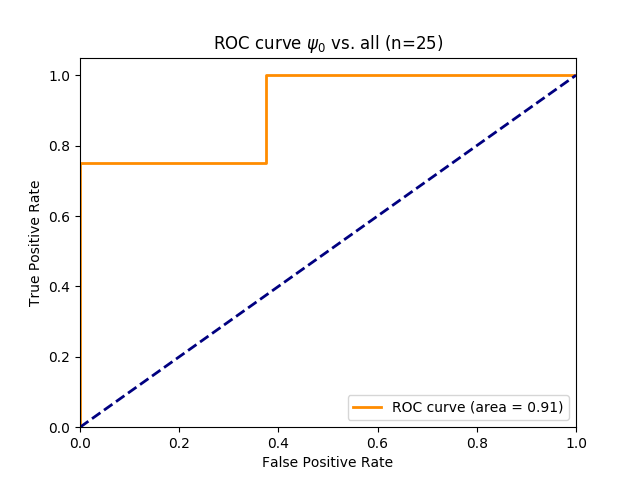 ROC curve ψ0 vs. all (n=25)
1.0
0.8
0.6
0.4
0.2
0.0
True Positive Rate
ROC curve (area = 0.91)
0.0 0.2 0.4 0.6 0.8 1.0
False Positive Rate